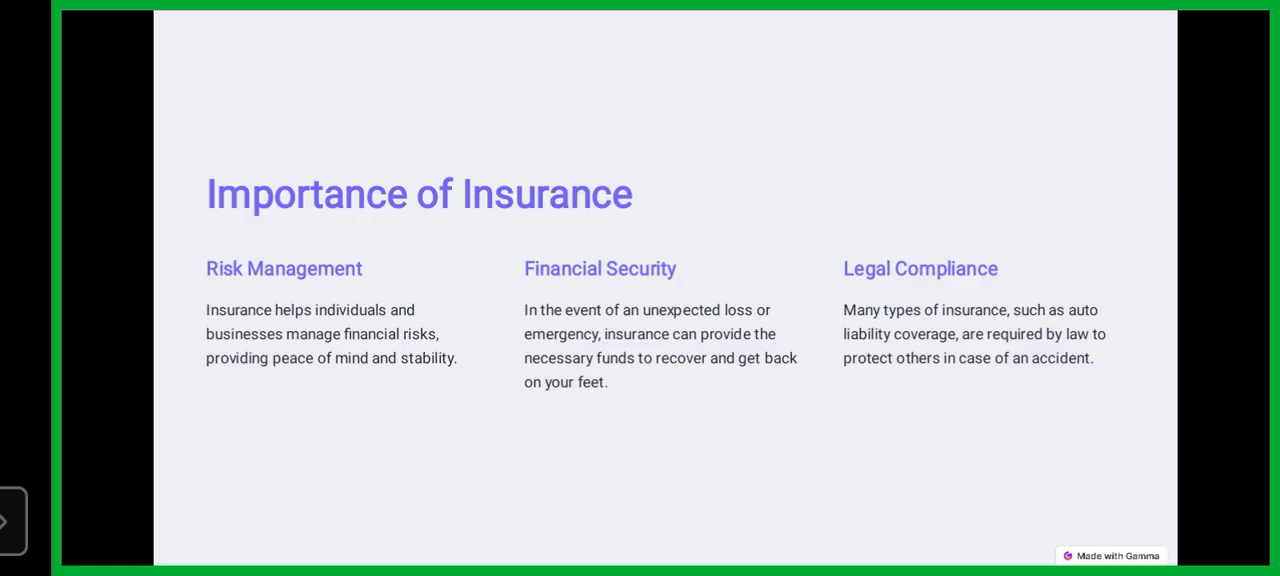 Importance of Insurance
Risk Management
Insurance helps individuals and
businesses manage financial risks,
providing peace of mind and stability.
Financial Security
In the event of an unexpected loss or
emergency, insurance can provide the
necessary funds to recover and get back
on your feet.
Legal Compliance
Many types of insurance, such as auto
liability coverage, are required by law to
protect others in case of an accident.
Made with Gamma